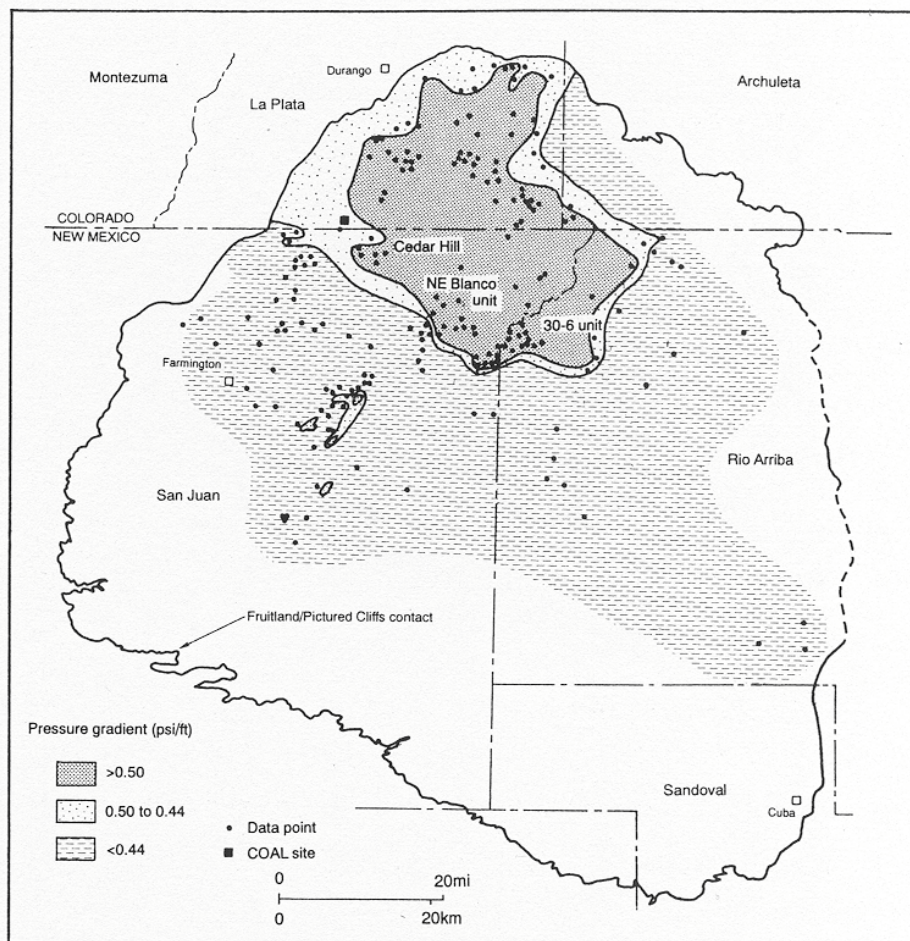 Durango
Montezuma
Archuleta
La Plata
COLORADO
NEW MEXICO
Cedar Hill
NE Blanco
unit
30-6 unit
Farmington
Rio Arriba
San Juan
Fruitland/Pictured Cliffs contact
Pressure gradient (psi/ft)
>0.50
0.50 to 0.44
<0.44
Data point
COAL site
0 20mi
0 20km
Sandoval
Cuba